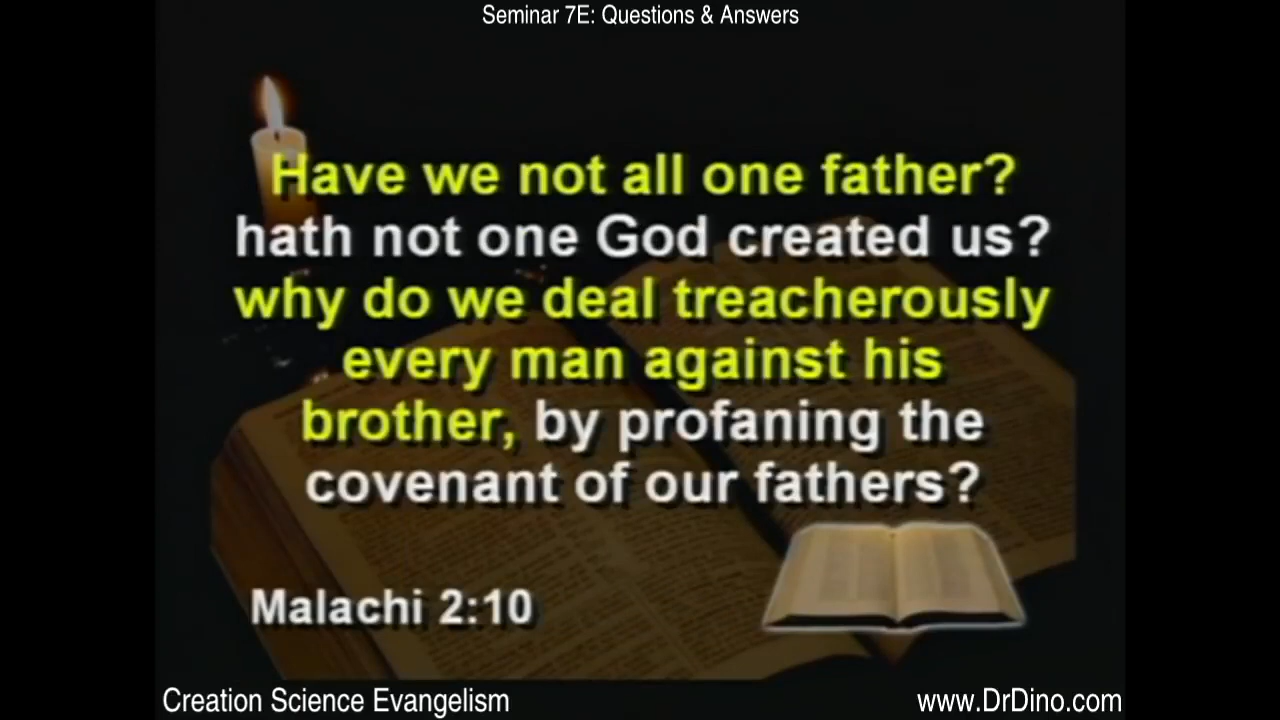 Seminar 7E: Questions & Answers
Have we not all one father?
hath not one God created us?
why do we deal treacherously
every man against his
brother, by profaning the
covenant of our fathers?
Malachi 2:10
Creation Science Evangelism
www.DrDino.com